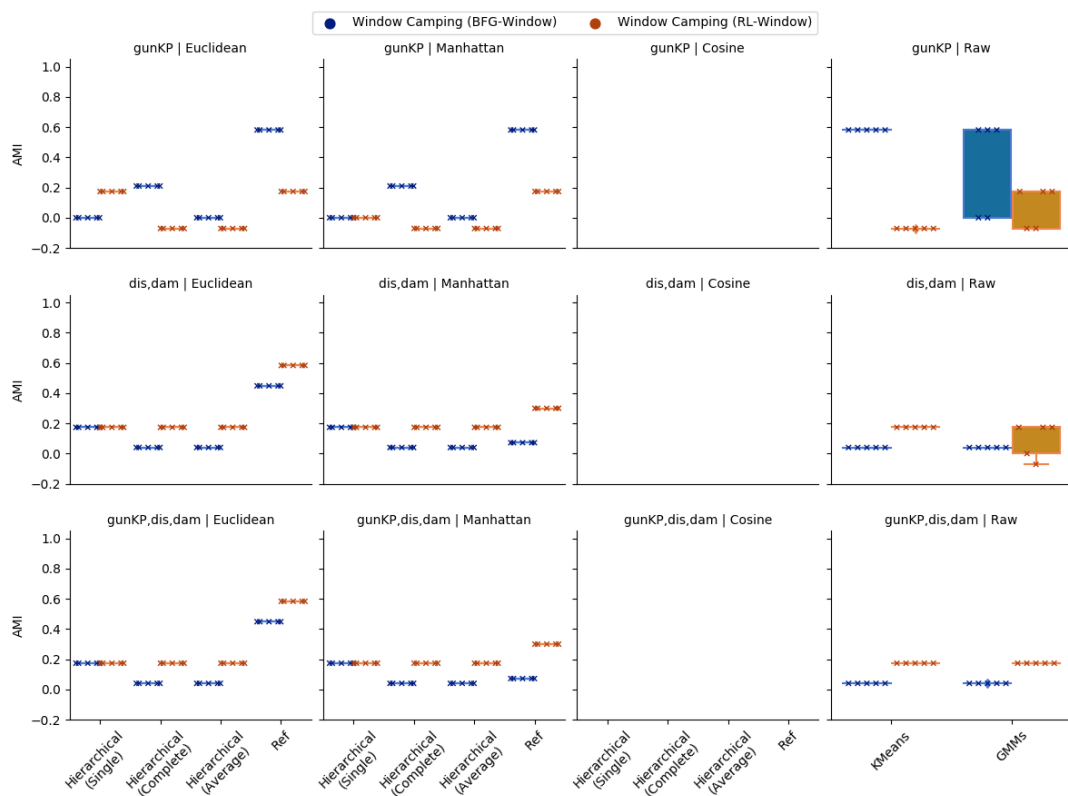 Window Camping (BFG-Window) Window Camping (RL-Window)
gunKP | Euclidean gunKP | Manhattan gunKP | Cosine gunKP | Raw
1.0
0.8
0.6
0.4
0.2
0.0
−0.2
AMI
dis,dam | Euclidean dis,dam | Manhattan dis,dam | Cosine dis,dam | Raw
1.0
0.8
0.6
0.4
0.2
0.0
−0.2
AMI
gunKP,dis,dam | Euclidean gunKP,dis,dam | Manhattan gunKP,dis,dam | Cosine gunKP,dis,dam | Raw
1.0
0.8
0.6
0.4
0.2
0.0
−0.2
AMI
Hierarchical
(Single)
Hierarchical
(Complete)
Hierarchical
(Average)
Ref
Hierarchical
(Single)
Hierarchical
(Complete)
Hierarchical
(Average)
Ref
Hierarchical
(Single)
Hierarchical
(Complete)
Hierarchical
(Average)
Ref
KMeans
GMMs